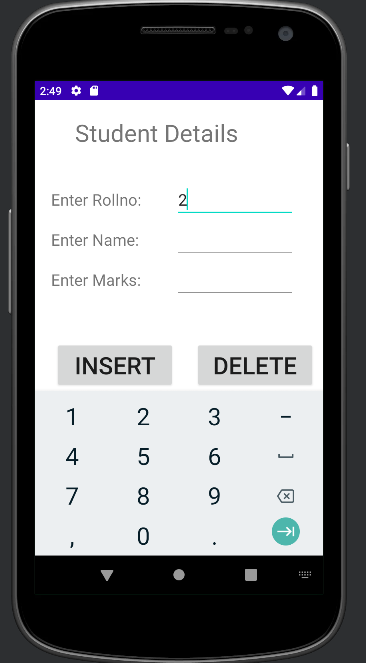 2:49
Student Details
Enter Rollno: 2
Enter Name:
Enter Marks:
INSERT DELETE
1 2 3 -
4 5 6
7 8 9
, 0 .